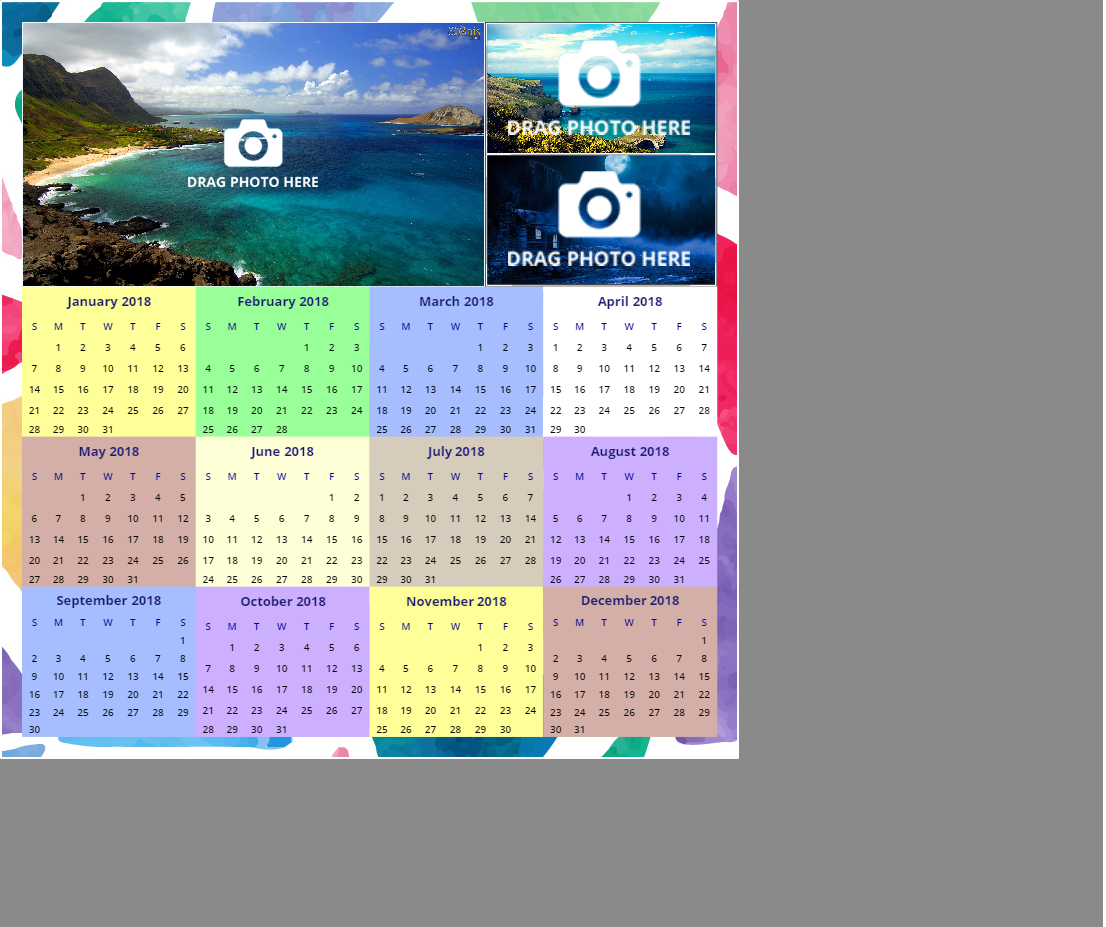 DRAG PHOTO HERE
DRAG PHOTO HERE
DRAG PHOTO HERE
January 2018
S M T W T F S
1 2 3 4 5 6
7 8 9 10 11 12 13
14 15 16 17 18 19 20
21 22 23 24 25 26 27
28 29 30 31
February 2018
S M T W T F S
1 2 3
4 5 6 7 8 9 10
11 12 13 14 15 16 17
18 19 20 21 22 23 24
25 26 27 28
March 2018
S M T W T F S
1 2 3
4 5 6 7 8 9 10
11 12 13 14 15 16 17
18 19 20 21 22 23 24
25 26 27 28 29 30 31
April 2018
S M T W T F S
1 2 3 4 5 6 7
8 9 10 11 12 13 14
15 16 17 18 19 20 21
22 23 24 25 26 27 28
29 30
May 2018
S M T W T F S
1 2 3 4 5
6 7 8 9 10 11 12
13 14 15 16 17 18 19
20 21 22 23 24 25 26
27 28 29 30 31
June 2018
S M T W T F S
1 2
3 4 5 6 7 8 9
10 11 12 13 14 15 16
17 18 19 20 21 22 23
24 25 26 27 28 29 30
July 2018
S M T W T F S
1 2 3 4 5 6 7
8 9 10 11 12 13 14
15 16 17 18 19 20 21
22 23 24 25 26 27 28
29 30 31
August 2018
S M T W T F S
1 2 3 4
5 6 7 8 9 10 11
12 13 14 15 16 17 18
19 20 21 22 23 24 25
26 27 28 29 30 31
September 2018
S M T W T F S
1
2 3 4 5 6 7 8
9 10 11 12 13 14 15
16 17 18 19 20 21 22
23 24 25 26 27 28 29
30
October 2018
S M T W T F S
1 2 3 4 5 6
7 8 9 10 11 12 13
14 15 16 17 18 19 20
21 22 23 24 25 26 27
28 29 30 31
November 2018
S M T W T F S
1 2 3
4 5 6 7 8 9 10
11 12 13 14 15 16 17
18 19 20 21 22 23 24
25 26 27 28 29 30
December 2018
S M T W T F S
1
2 3 4 5 6 7 8
9 10 11 12 13 14 15
16 17 18 19 20 21 22
23 24 25 26 27 28 29
30 31